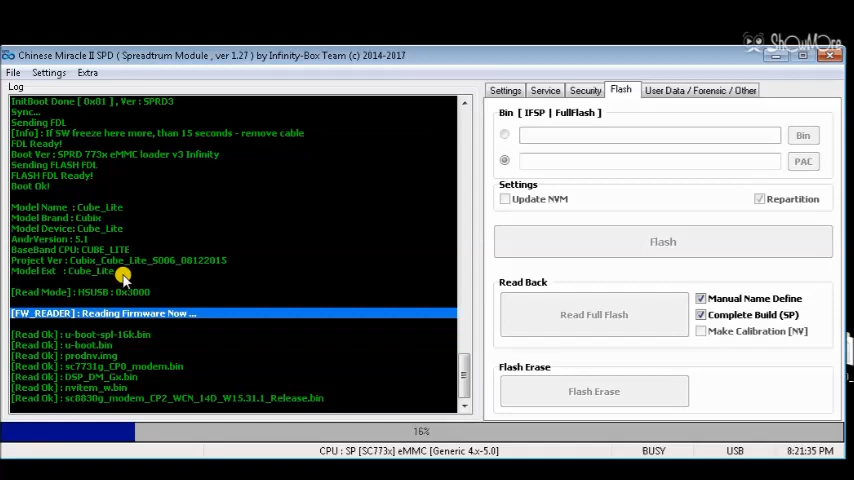 ShowMore
Chinese Miracle II SPD ( Spreadtrum Module , ver 1.27 ) by Infinity-Box Team (c) 2014-2017
File Settings Extra
Log
InitBoot Done [ 0x81 ] , Ver : SPRD3
Sync...
Sending FDL
[Info] : If SW freeze here more, than 15 seconds - remove cable
FDL Ready!
Boot Ver : SPRD 773x eMMC loader v3 Infinity
Sending FLASH FDL
FLASH FDL Ready!
Boot Ok!
Model Name : Cube_Lite
Model Brand : Cubix
Model Device: Cube_Lite
AndrVersion : 5.1
BaseBand CPU: CUBE_LITE
Project Ver : Cubix_Cube_Lite_S006_08122015
Model Ext : Cube_Lite
[Read Mode] : HSUSB : 0x3000
[FW_READER] : Reading Firmware Now ...
[Read Ok] : u-boot-spl-16k.bin
[Read Ok] : u-boot.bin
[Read Ok] : prodnv.img
[Read Ok] : sc7731g_CP0_modem.bin
[Read Ok] : DSP_DM_Gx.bin
[Read Ok] : nvitem_w.bin
[Read Ok] : sc8830g_modem_CP2_WCN_14D_W15.31.1_Release.bin
Settings Service Security Flash User Data / Forensic / Other
Bin [ IFSP | FullFlash ]
Bin
PAC
Settings
Update NVM
Repartition
Flash
Read Back
Read Full Flash
Manual Name Define
Complete Build (SP)
Make Calibration [NV]
Flash Erase
Flash Erase
16%
CPU : SP [SC773x] eMMC [Generic 4.x-5.0] BUSY USB 8:21:35 PM